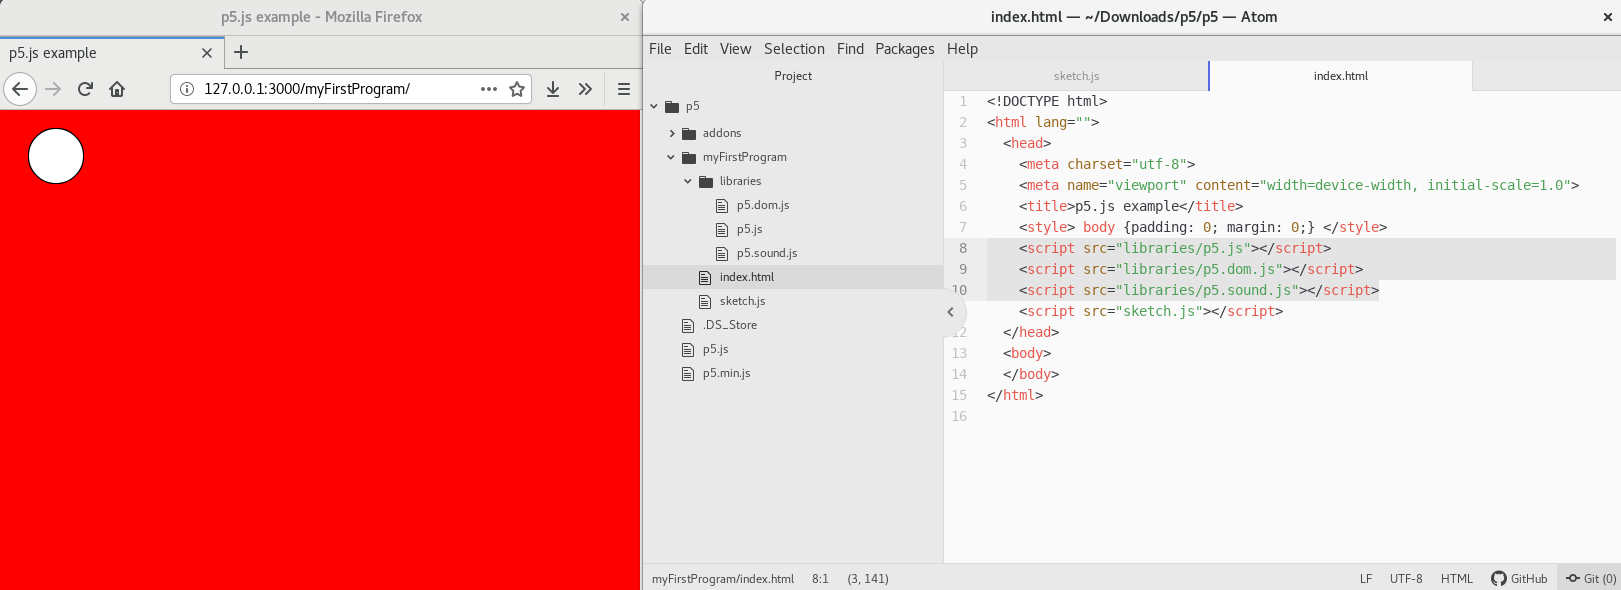 p5.js example - Mozilla Firefox
p5.js example
127.0.0.1:3000/myFirstProgram/
index.html — ~/Downloads/p5/p5 — Atom
File Edit View Selection Find Packages Help
Project
p5
addons
myFirstProgram
libraries
p5.dom.js
p5.js
p5.sound.js
index.html
sketch.js
.DS_Store
p5.js
p5.min.js
sketch.js index.html
1 <!DOCTYPE html>
2 <html lang="">
3 <head>
4 <meta charset="utf-8">
5 <meta name="viewport" content="width=device-width, initial-scale=1.0">
6 <title>p5.js example</title>
7 <style> body {padding: 0; margin: 0;} </style>
8 <script src="libraries/p5.js"></script>
9 <script src="libraries/p5.dom.js"></script>
10 <script src="libraries/p5.sound.js"></script>
<script src="sketch.js"></script>
12 </head>
13 <body>
14 </body>
15 </html>
16
myFirstProgram/index.html 8:1 (3, 141) LF UTF-8 HTML GitHub Git (0)